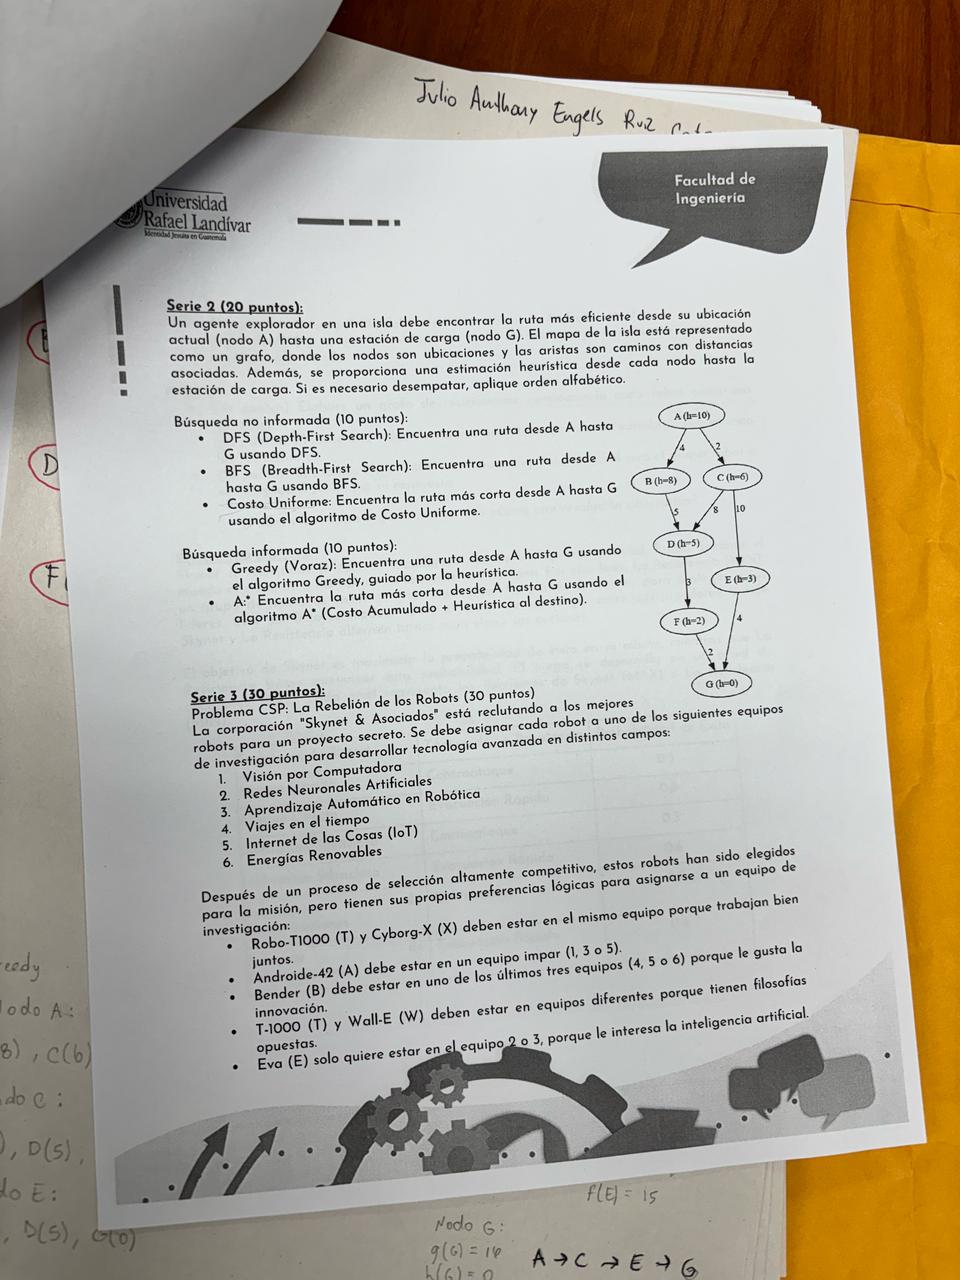 Julio Anthony Engels Ruiz
Universidad
Rafael Landívar
Identidad Jesuita en Guatemala
Facultad de
Ingeniería
Serie 2 (20 puntos):
Un agente explorador en una isla debe encontrar la ruta más eficiente desde su ubicación
actual (nodo A) hasta una estación de carga (nodo G). El mapa de la isla está representado
como un grafo, donde los nodos son ubicaciones y las aristas son caminos con distancias
asociadas. Además, se proporciona una estimación heurística desde cada nodo hasta la
estación de carga. Si es necesario desempatar, aplique orden alfabético.
Búsqueda no informada (10 puntos):
• DFS (Depth-First Search): Encuentra una ruta desde A hasta
G usando DFS.
• BFS (Breadth-First Search): Encuentra una ruta desde A
hasta G usando BFS.
• Costo Uniforme: Encuentra la ruta más corta desde A hasta G
usando el algoritmo de Costo Uniforme.
Búsqueda informada (10 puntos):
• Greedy (Voraz): Encuentra una ruta desde A hasta G usando
el algoritmo Greedy, guiado por la heurística.
• A:* Encuentra la ruta más corta desde A hasta G usando el
algoritmo A* (Costo Acumulado + Heurística al destino).
A (h=10)
4
2
B (h=8)
C (h=6)
5
8
10
D (h=5)
E (h=3)
3
F (h=2)
4
2
G (h=0)
Serie 3 (30 puntos):
Problema CSP: La Rebelión de los Robots (30 puntos)
La corporación "Skynet & Asociados" está reclutando a los mejores
robots para un proyecto secreto. Se debe asignar cada robot a uno de los siguientes equipos
de investigación para desarrollar tecnología avanzada en distintos campos:
1. Visión por Computadora
2. Redes Neuronales Artificiales
3. Aprendizaje Automático en Robótica
4. Viajes en el tiempo
5. Internet de las Cosas (IoT)
6. Energías Renovables
Después de un proceso de selección altamente competitivo, estos robots han sido elegidos
para la misión, pero tienen sus propias preferencias lógicas para asignarse a un equipo de
investigación:
• Robo-T1000 (T) y Cyborg-X (X) deben estar en el mismo equipo porque trabajan bien
juntos.
• Androide-42 (A) debe estar en un equipo impar (1, 3 o 5).
• Bender (B) debe estar en uno de los últimos tres equipos (4, 5 o 6) porque le gusta la
innovación.
• T-1000 (T) y Wall-E (W) deben estar en equipos diferentes porque tienen filosofías
opuestas.
• Eva (E) solo quiere estar en el equipo 2 o 3, porque le interesa la inteligencia artificial.
D
F
eedy
odo A:
8), C(6)
do C:
), D(5),
do E:
, D(5), G(0)
f(E) = 15
Nodo G:
g(G) = 16
h(G) = 0
A → C → E → G